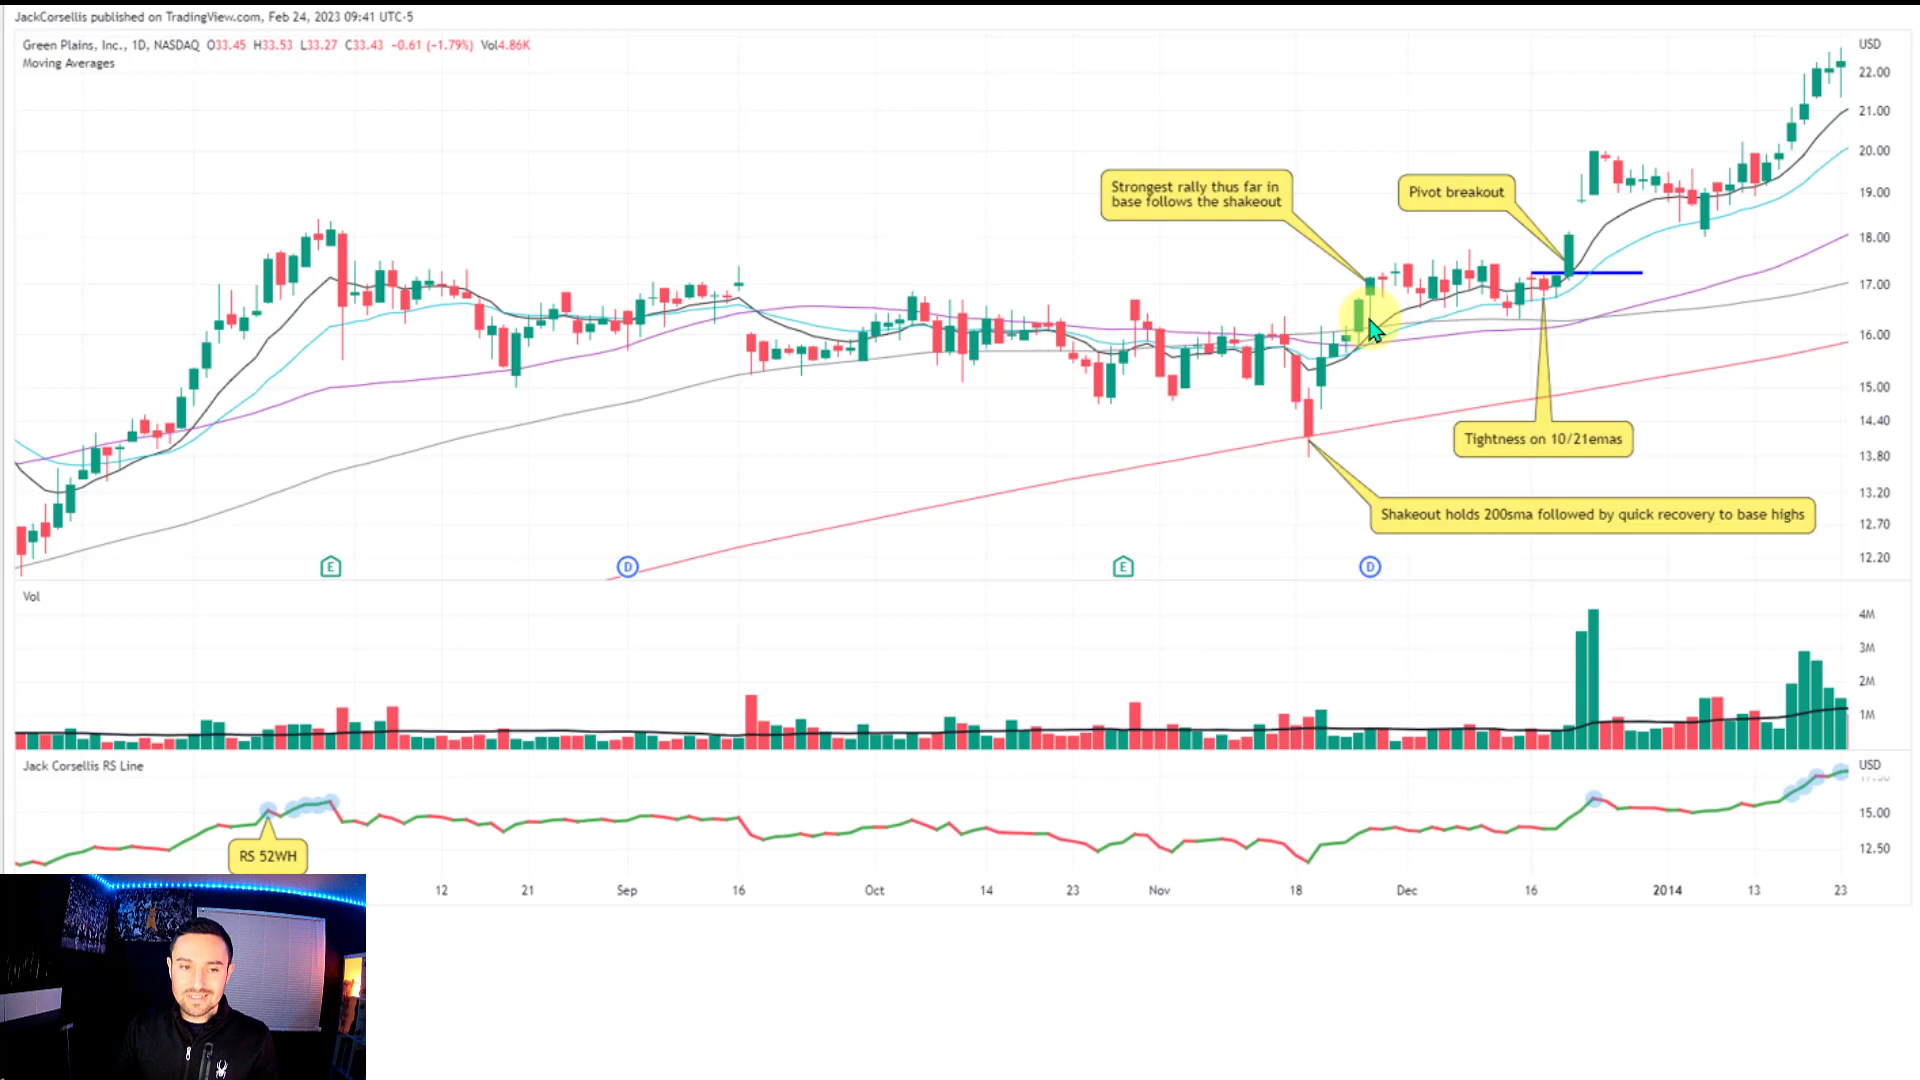 JackCorsellis published on TradingView.com, Feb 24, 2023 09:41 UTC-5
Green Plains, Inc., 1D, NASDAQ O33.45 H33.53 L33.27 C33.43 −0.61 (−1.79%) Vol4.86K
Moving Averages
USD
22.00
21.00
20.00
19.00
18.00
17.00
16.00
15.00
14.40
13.80
13.20
12.70
12.20
Strongest rally thus far in
base follows the shakeout
Pivot breakout
Tightness on 10/21emas
Shakeout holds 200sma followed by quick recovery to base highs
E
D
E
D
Vol
4M
3M
2M
1M
Jack Corsellis RS Line
USD
15.00
12.50
RS 52WH
12
21
Sep
16
Oct
14
23
Nov
18
Dec
16
2014
13
23